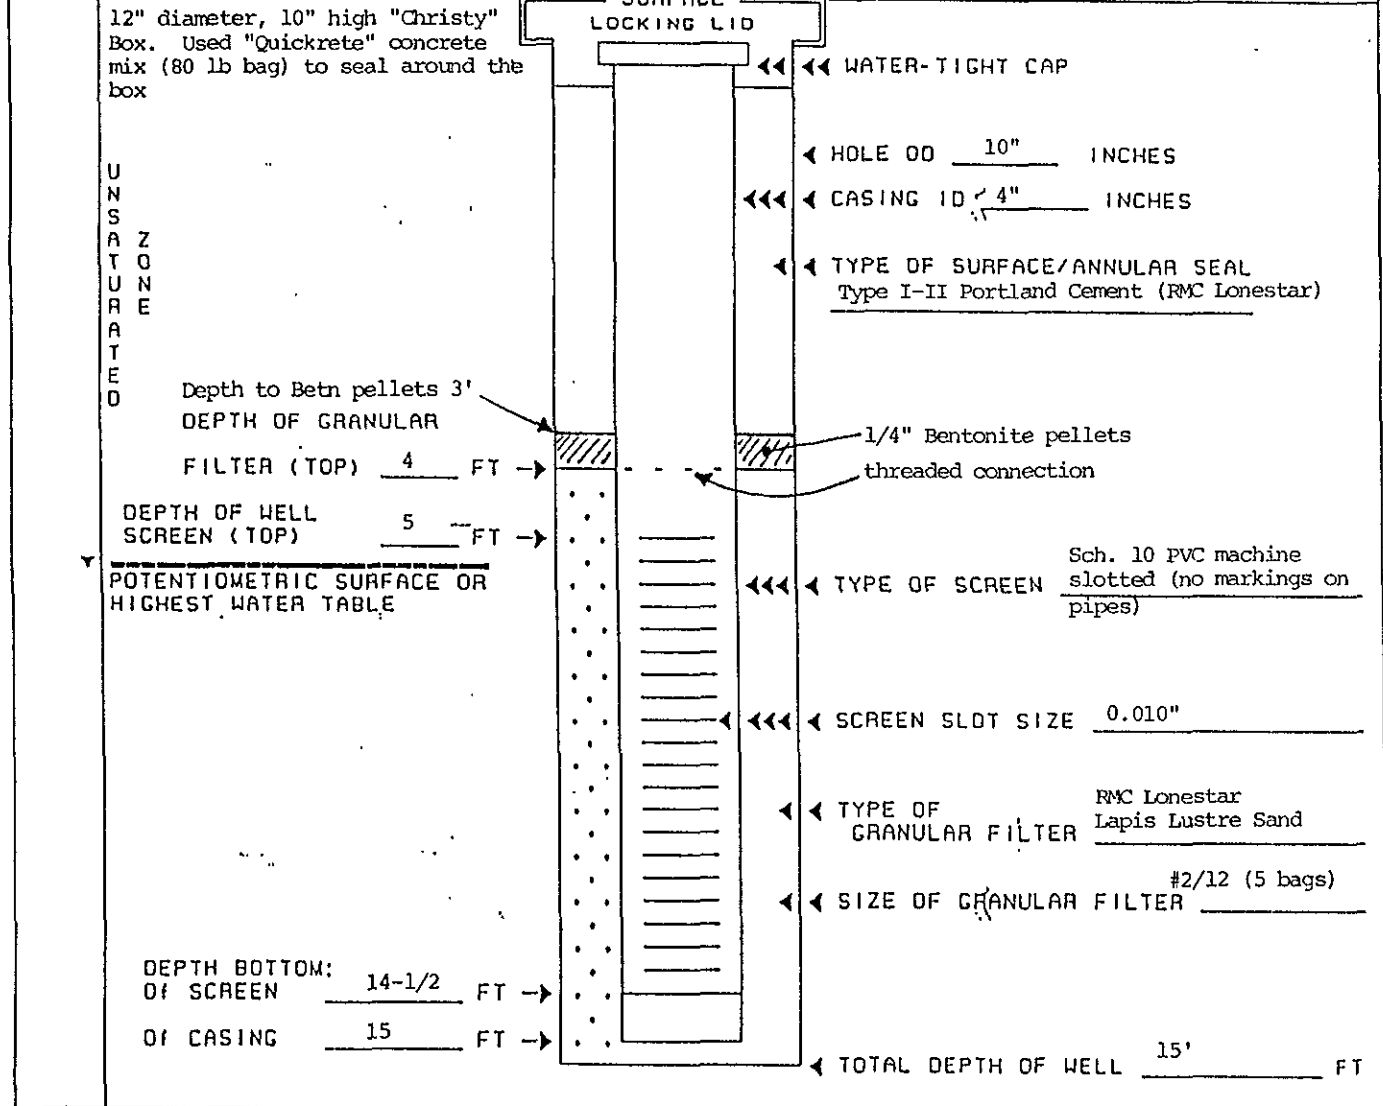 12" diameter, 10" high "Christy"
Box. Used "Quickrete" concrete
mix (80 lb bag) to seal around the
box
SURFACE
LOCKING LID
WATER-TIGHT CAP
HOLE OD 10" INCHES
CASING ID 4" INCHES
UNSATURATED
ZONE
TYPE OF SURFACE/ANNULAR SEAL
Type I-II Portland Cement (RMC Lonestar)
Depth to Betn pellets 3'
DEPTH OF GRANULAR
FILTER (TOP) 4 FT
1/4" Bentonite pellets
threaded connection
DEPTH OF WELL
SCREEN (TOP) 5 FT
POTENTIOMETRIC SURFACE OR
HIGHEST WATER TABLE
Sch. 10 PVC machine
TYPE OF SCREEN slotted (no markings on
pipes)
SCREEN SLOT SIZE 0.010"
TYPE OF RMC Lonestar
GRANULAR FILTER Lapis Lustre Sand
#2/12 (5 bags)
SIZE OF GRANULAR FILTER
DEPTH BOTTOM:
OF SCREEN 14-1/2 FT
OF CASING 15 FT
TOTAL DEPTH OF WELL 15' FT